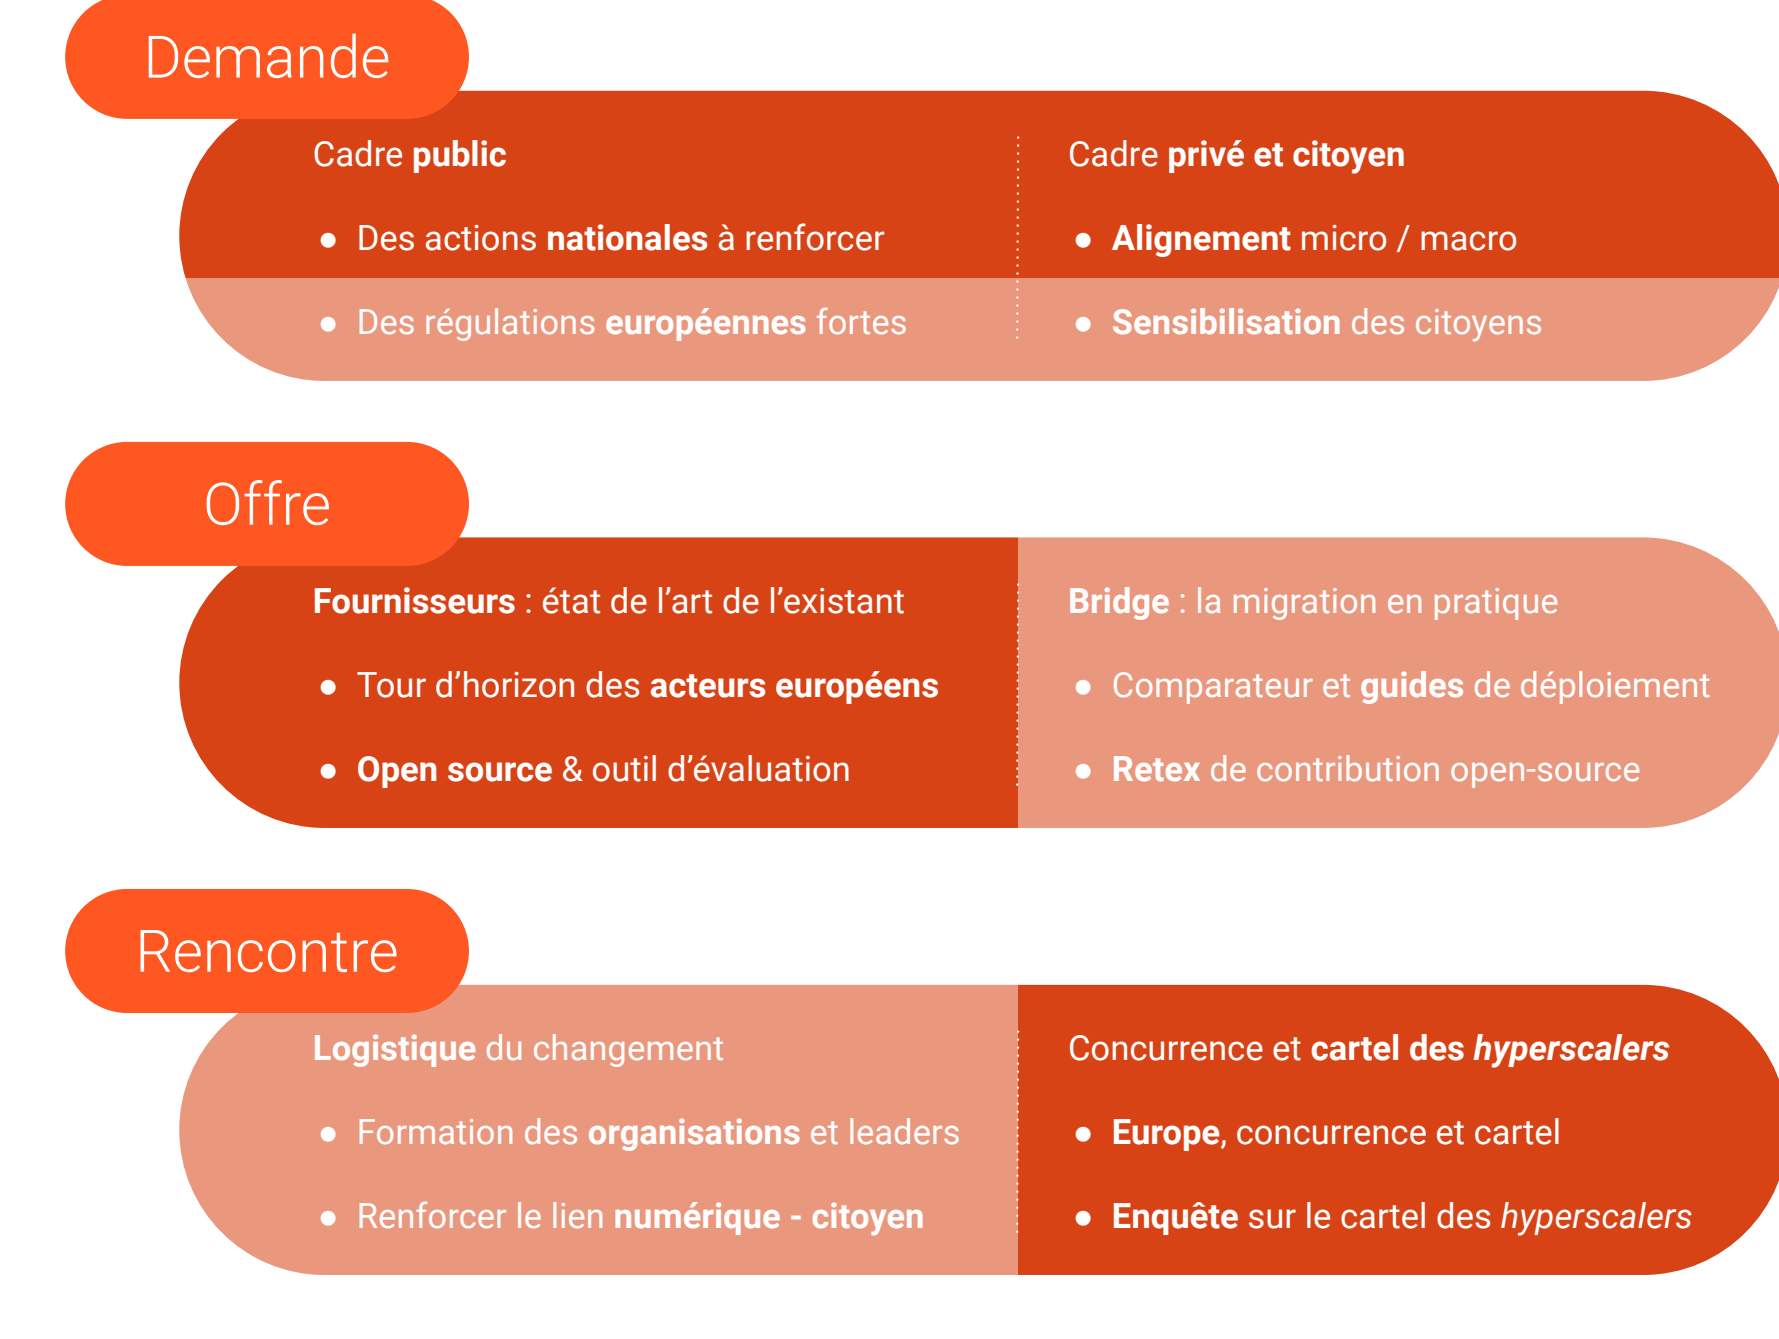 Demande
Cadre public
● Des actions nationales à renforcer
● Des régulations européennes fortes
Cadre privé et citoyen
● Alignement micro / macro
● Sensibilisation des citoyens
Offre
Fournisseurs : état de l’art de l’existant
● Tour d’horizon des acteurs européens
● Open source & outil d’évaluation
Bridge : la migration en pratique
● Comparateur et guides de déploiement
● Retex de contribution open-source
Rencontre
Logistique du changement
● Formation des organisations et leaders
● Renforcer le lien numérique - citoyen
Concurrence et cartel des hyperscalers
● Europe, concurrence et cartel
● Enquête sur le cartel des hyperscalers